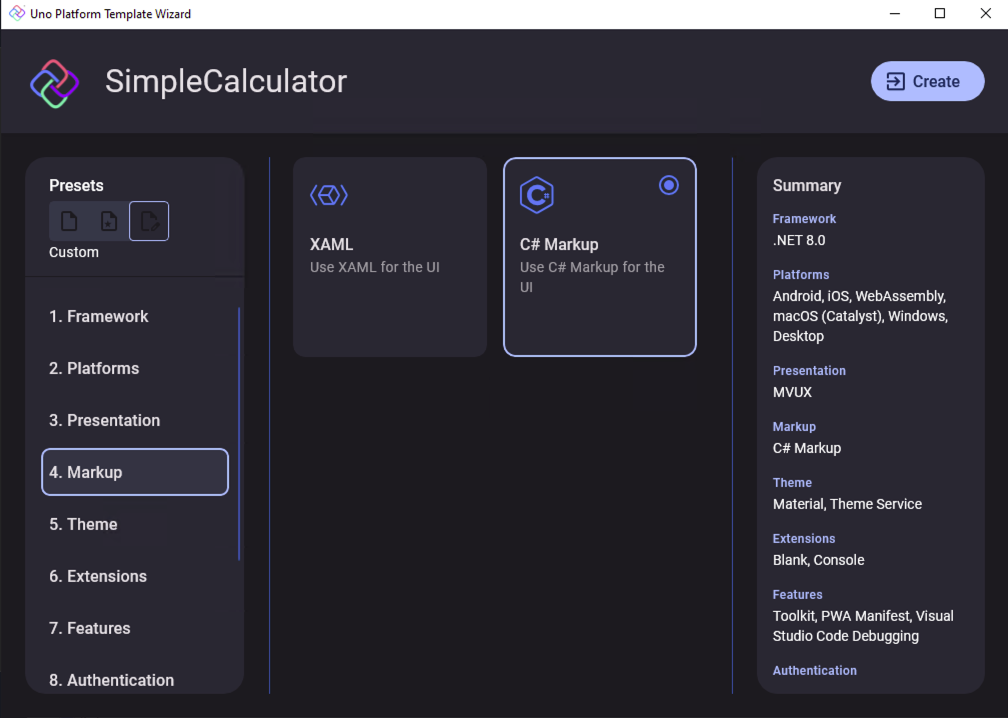 Uno Platform Template Wizard
SimpleCalculator
Create
Presets
Custom
1. Framework
2. Platforms
3. Presentation
4. Markup
5. Theme
6. Extensions
7. Features
8. Authentication
XAML
Use XAML for the UI
C# Markup
Use C# Markup for the
UI
Summary
Framework
.NET 8.0
Platforms
Android, iOS, WebAssembly,
macOS (Catalyst), Windows,
Desktop
Presentation
MVUX
Markup
C# Markup
Theme
Material, Theme Service
Extensions
Blank, Console
Features
Toolkit, PWA Manifest, Visual
Studio Code Debugging
Authentication